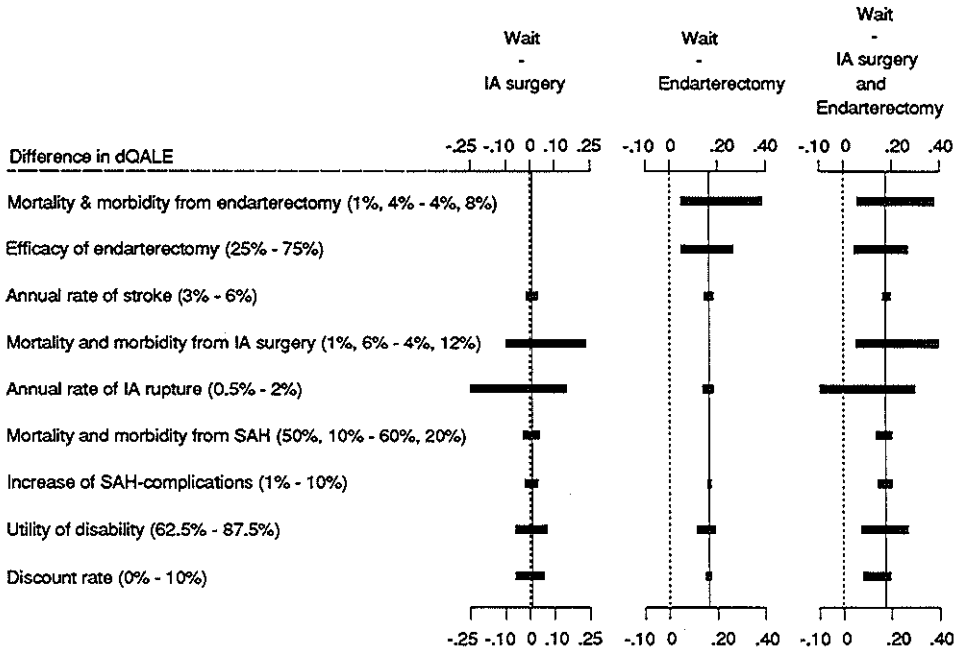 Wait
-
IA surgery
Wait
-
Endarterectomy
Wait
-
IA surgery
and
Endarterectomy
Difference in dQALE
-.25 0 .25
-.10 0 .20 .40
-.10 0 .20 .40
Mortality & morbidity from endarterectomy (1%, 4% - 4%, 8%)
Efficacy of endarterectomy (25% - 75%)
Annual rate of stroke (3% - 6%)
Mortality and morbidity from IA surgery (1%, 6% - 4%, 12%)
Annual rate of IA rupture (0.5% - 2%)
Mortality and morbidity from SAH (50%, 10% - 60%, 20%)
Increase of SAH-complications (1% - 10%)
Utility of disability (62.5% - 87.5%)
Discount rate (0% - 10%)
-.25 -.10 0 .10 .25
-.10 0 .20 .40
-.10 0 .20 .40